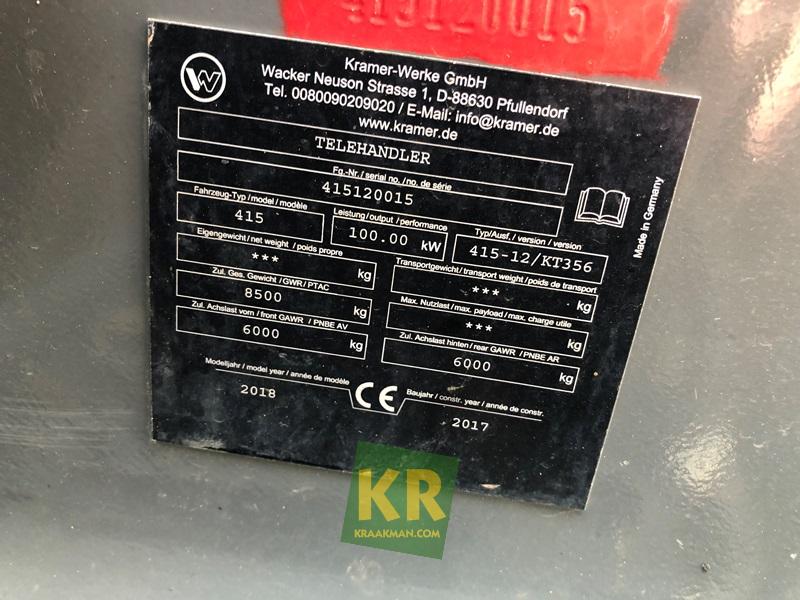 415120015
W
Kramer-Werke GmbH
Wacker Neuson Strasse 1, D-88630 Pfullendorf
Tel. 0080090209020 / E-Mail: info@kramer.de
www.kramer.de
TELEHANDLER
Fg.-Nr. / serial no. / no. de série
415120015
Fahrzeug-Typ / model / modèle
415
Leistung / output / performance
100.00 kW
Typ/Ausf. / version / version
415-12/KT356
Eigengewicht / net weight / poids propre
*** kg
Transportgewicht / transport weight / poids de transport
*** kg
Zul. Ges. Gewicht / GWR / PTAC
8500 kg
Max. Nutzlast / max. payload / max. charge utile
*** kg
Zul. Achslast vorn / front GAWR / PNBE AV
6000 kg
Zul. Achslast hinten / rear GAWR / PNBE AR
6000 kg
Modelljahr / model year / année de modèle
2018
CE
Baujahr / constr. year / année de constr.
2017
Made in Germany
KR
KRAAKMAN.COM